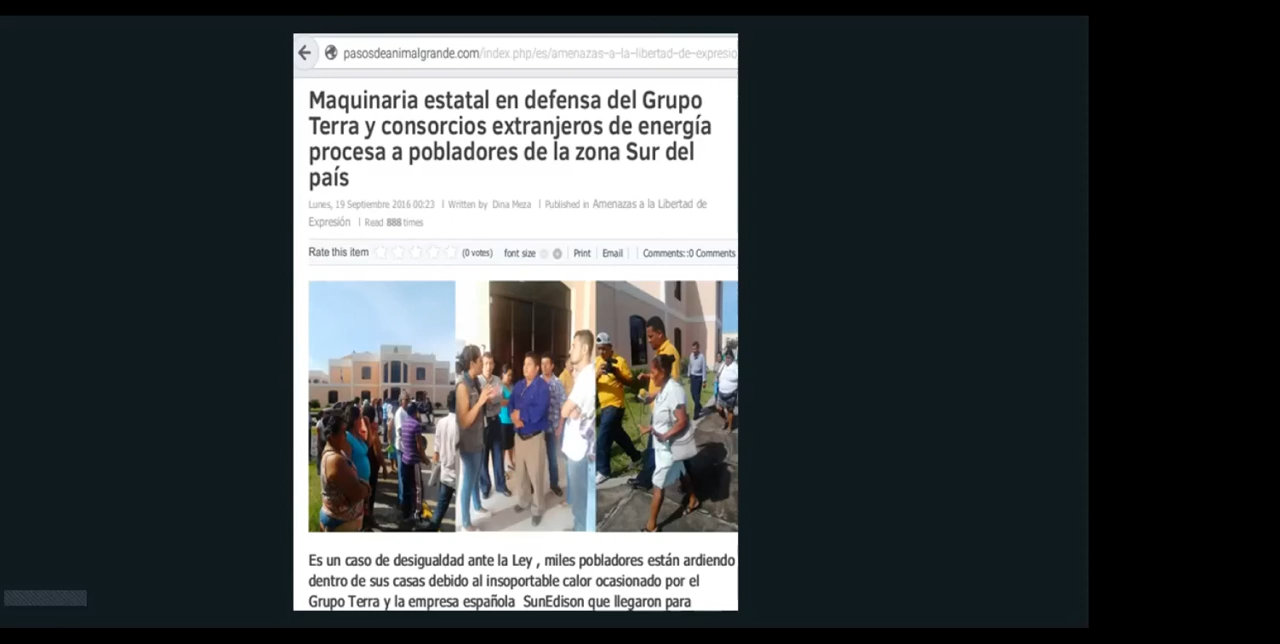 pasosdeanimalgrande.com/index.php/es/amenazas-a-la-libertad-de-expresio
Maquinaria estatal en defensa del Grupo
Terra y consorcios extranjeros de energía
procesa a pobladores de la zona Sur del
país
Lunes, 19 Septiembre 2016 00:23 | Written by Dina Meza | Published in Amenazas a la Libertad de
Expresión | Read 888 times
Rate this item (0 votes) font size | Print | Email | Comments::0 Comments
Es un caso de desigualdad ante la Ley , miles pobladores están ardiendo
dentro de sus casas debido al insoportable calor ocasionado por el
Grupo Terra y la empresa española SunEdison que llegaron para